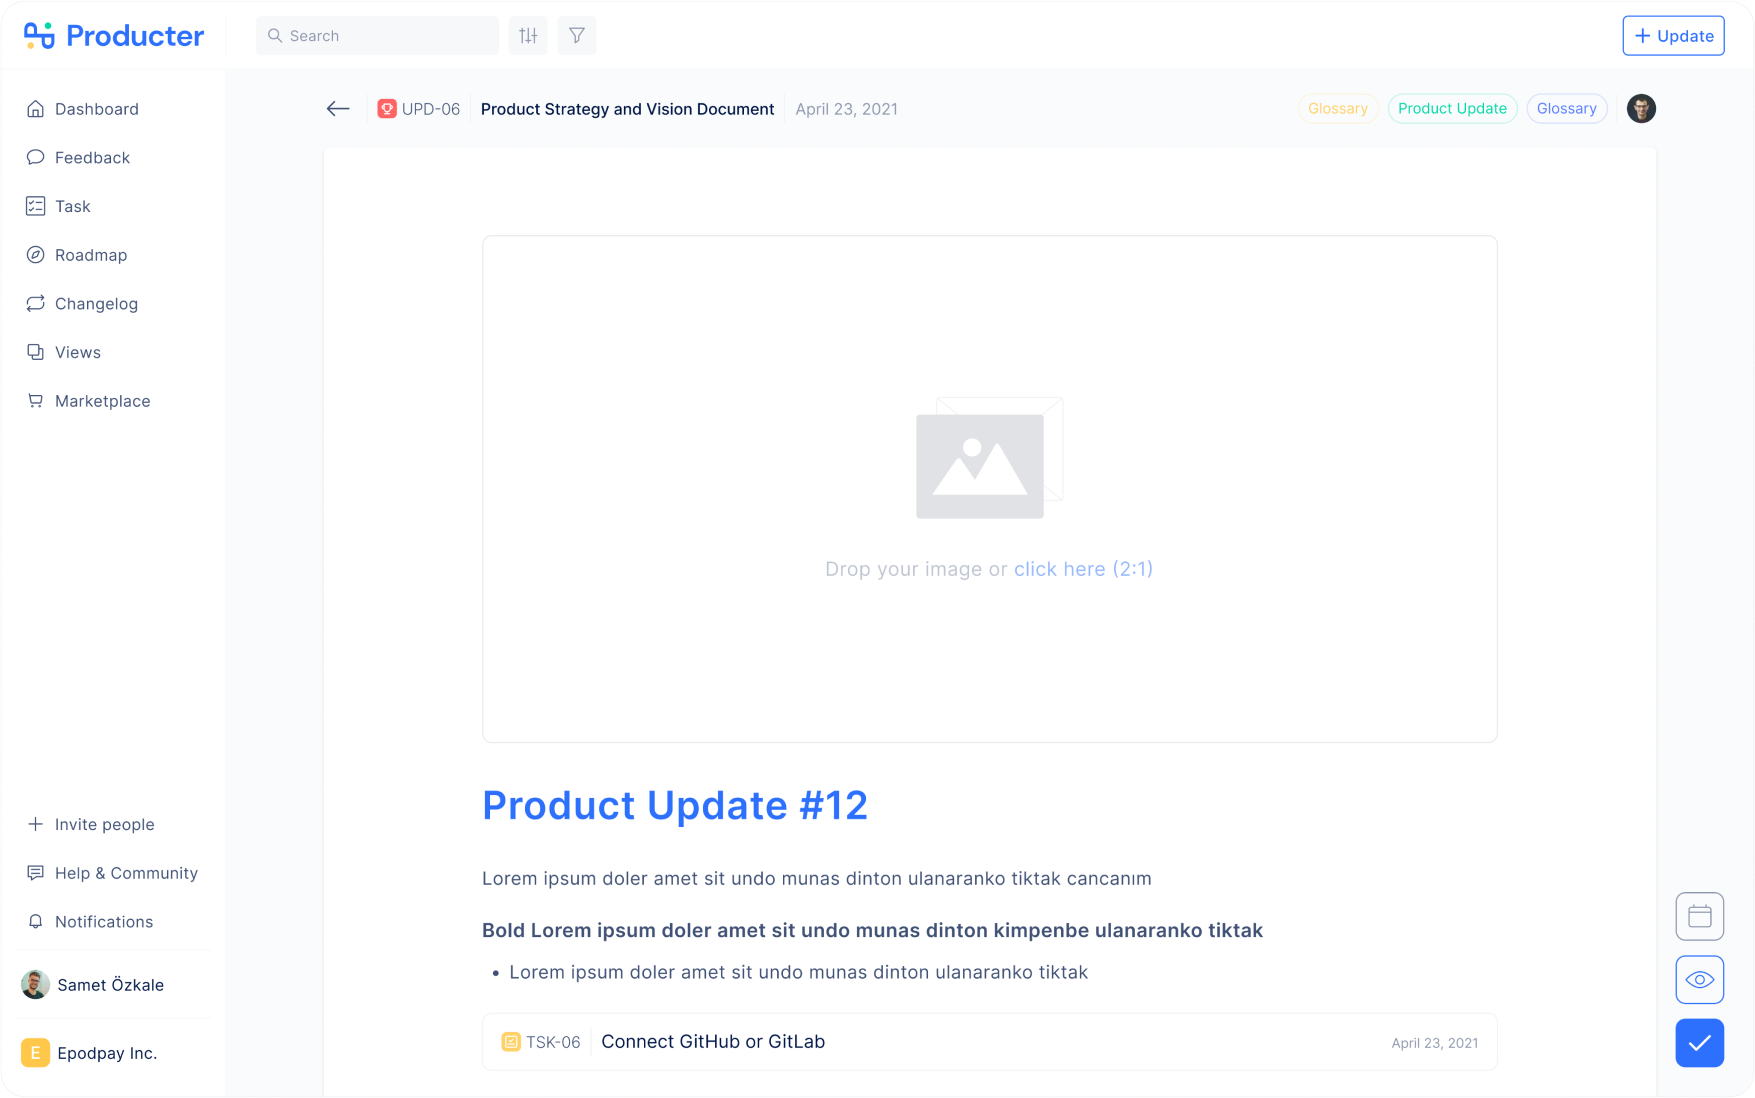 Producter
Search
+ Update
Dashboard
Feedback
Task
Roadmap
Changelog
Views
Marketplace
Invite people
Help & Community
Notifications
Samet Özkale
E Epodpay Inc.
UPD-06 Product Strategy and Vision Document April 23, 2021 Glossary Product Update Glossary
Drop your image or click here (2:1)
Product Update #12
Lorem ipsum doler amet sit undo munas dinton ulanaranko tiktak cancanım
Bold Lorem ipsum doler amet sit undo munas dinton kimpenbe ulanaranko tiktak
• Lorem ipsum doler amet sit undo munas dinton ulanaranko tiktak
TSK-06 Connect GitHub or GitLab April 23, 2021